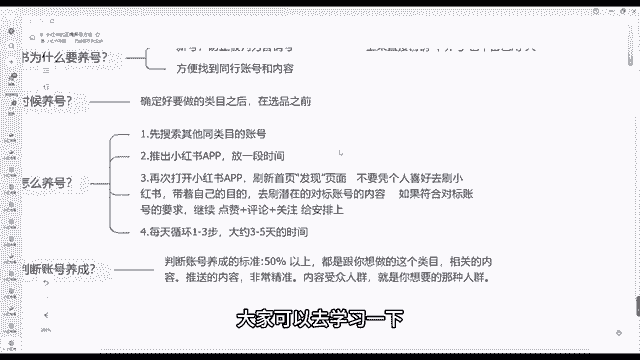 小红书的正确养号方法
书为什么要养号?
方便找到同行账号和内容
时候养号?
确定好要做的类目之后，在选品之前
1.先搜索其他同类目的账号
2.推出小红书APP，放一段时间
怎么养号?
3.再次打开小红书APP，刷新首页"发现"页面 不要凭个人喜好去刷小
红书，带着自己的目的，去刷潜在的对标账号的内容 如果符合对标账
号的要求，继续 点赞+评论+关注 给安排上
4.每天循环1-3步，大约3-5天的时间
判断账号养成?
判断账号养成的标准:50% 以上，都是跟你想做的这个类目，相关的内
容。推送的内容，非常精准。内容受众人群，就是你想要的那种人群。
大家可以去学习一下